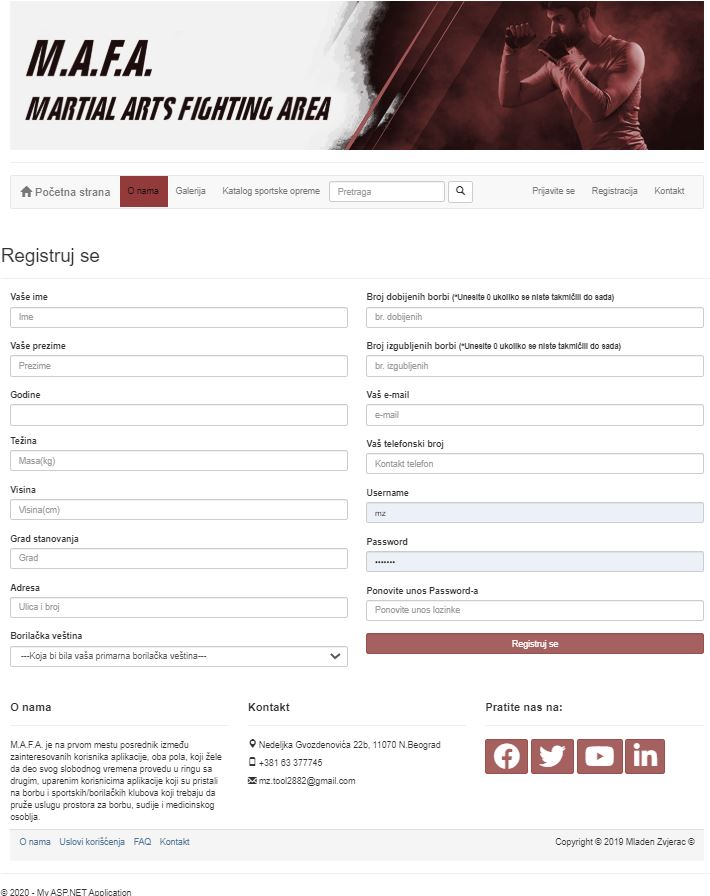 M.A.F.A.
MARTIAL ARTS FIGHTING AREA
Početna strana O nama Galerija Katalog sportske opreme Pretraga Prijavite se Registracija Kontakt
Registruj se
Vaše ime
Ime
Vaše prezime
Prezime
Godine
Težina
Masa(kg)
Visina
Visina(cm)
Grad stanovanja
Grad
Adresa
Ulica i broj
Borilačka veština
---Koja bi bila vaša primarna borilačka veština---
Broj dobijenih borbi (*Unesite 0 ukoliko se niste takmičili do sada)
br. dobijenih
Broj izgubljenih borbi (*Unesite 0 ukoliko se niste takmičili do sada)
br. izgubljenih
Vaš e-mail
e-mail
Vaš telefonski broj
Kontakt telefon
Username
mz
Password
•••••••
Ponovite unos Password-a
Ponovite unos lozinke
Registruj se
O nama
M.A.F.A. je na prvom mestu posrednik između
zainteresovanih korisnika aplikacije, oba pola, koji žele
da deo svog slobodnog vremena provedu u ringu sa
drugim, uparenim korisnicima aplikacije koji su pristali
na borbu i sportskih/borilačkih klubova koji trebaju da
pruže uslugu prostora za borbu, sudije i medicinskog
osoblja.
Kontakt
Nedeljka Gvozdenovića 22b, 11070 N.Beograd
+381 63 377745
mz.tool2882@gmail.com
Pratite nas na:
O nama Uslovi korišćenja FAQ Kontakt
Copyright © 2019 Mladen Zvjerac ©
© 2020 - My ASP.NET Application